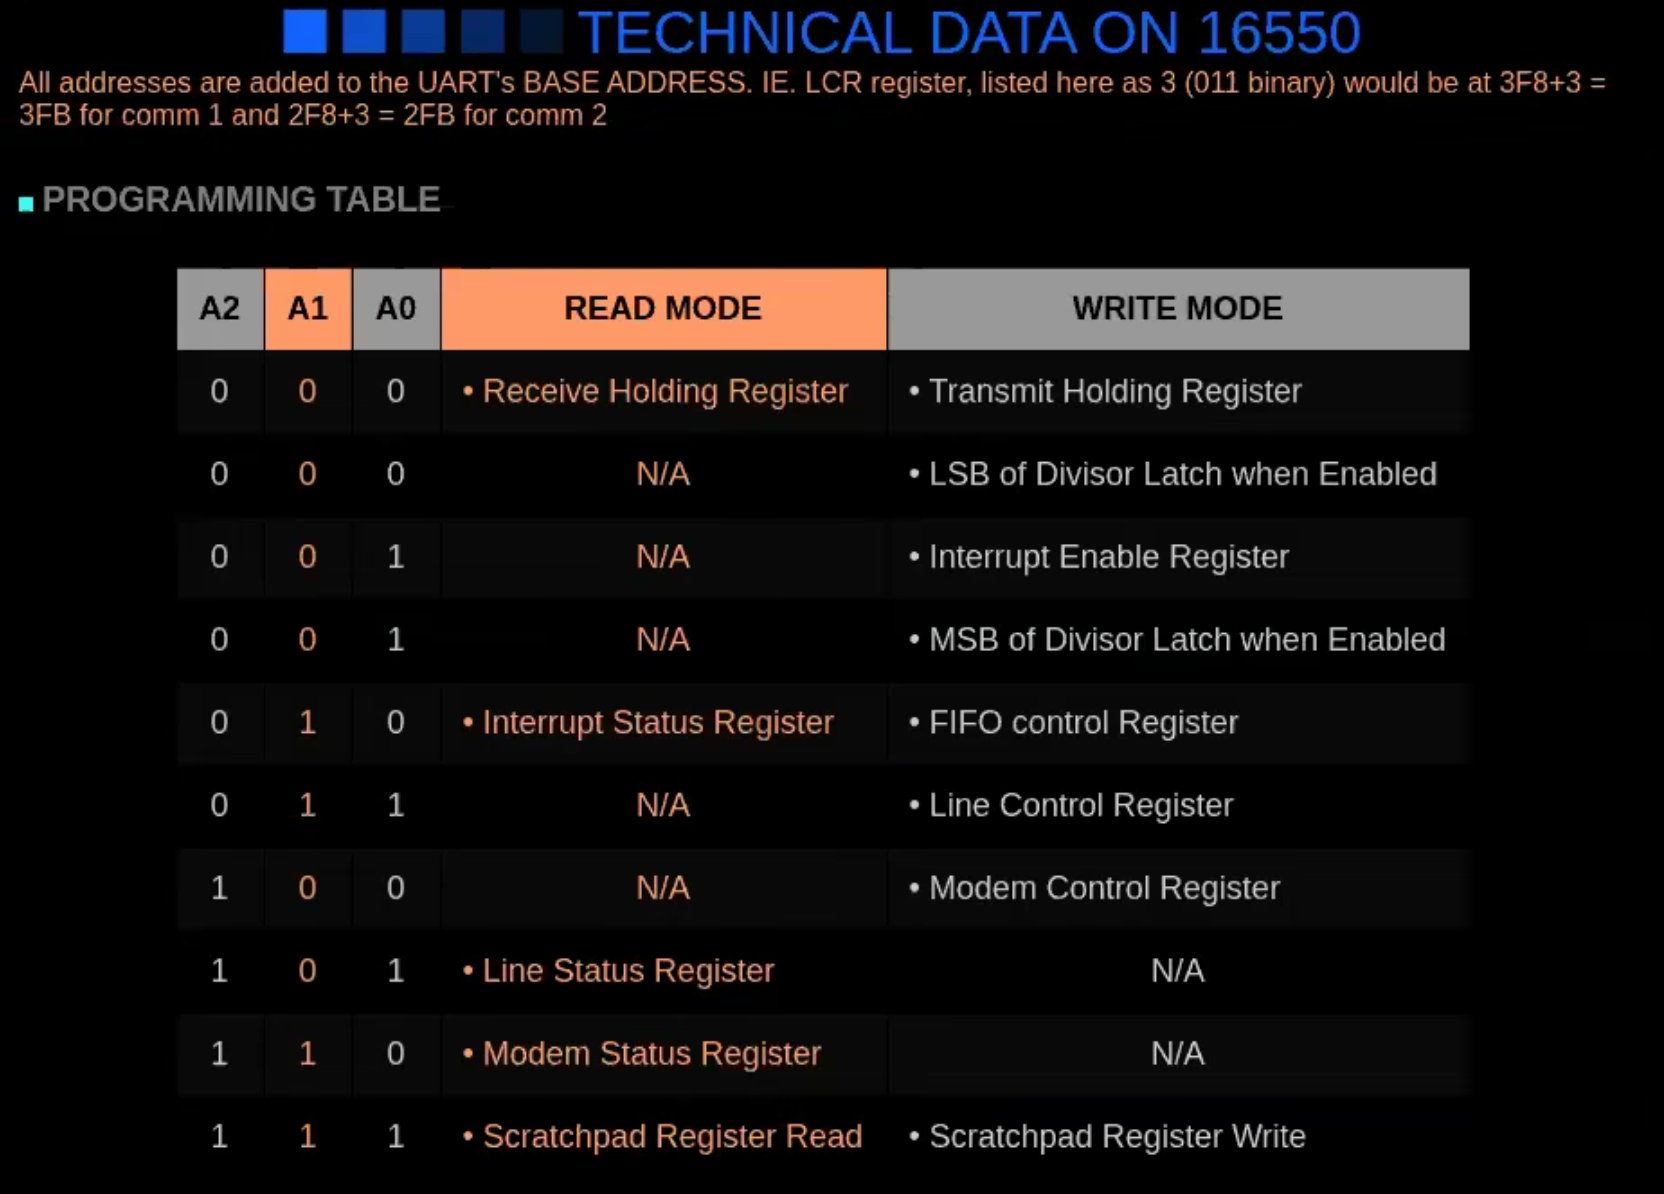 TECHNICAL DATA ON 16550
All addresses are added to the UART's BASE ADDRESS. IE. LCR register, listed here as 3 (011 binary) would be at 3F8+3 =
3FB for comm 1 and 2F8+3 = 2FB for comm 2
PROGRAMMING TABLE
A2 A1 A0 READ MODE WRITE MODE
0 0 0 • Receive Holding Register • Transmit Holding Register
0 0 0 N/A • LSB of Divisor Latch when Enabled
0 0 1 N/A • Interrupt Enable Register
0 0 1 N/A • MSB of Divisor Latch when Enabled
0 1 0 • Interrupt Status Register • FIFO control Register
0 1 1 N/A • Line Control Register
1 0 0 N/A • Modem Control Register
1 0 1 • Line Status Register N/A
1 1 0 • Modem Status Register N/A
1 1 1 • Scratchpad Register Read • Scratchpad Register Write